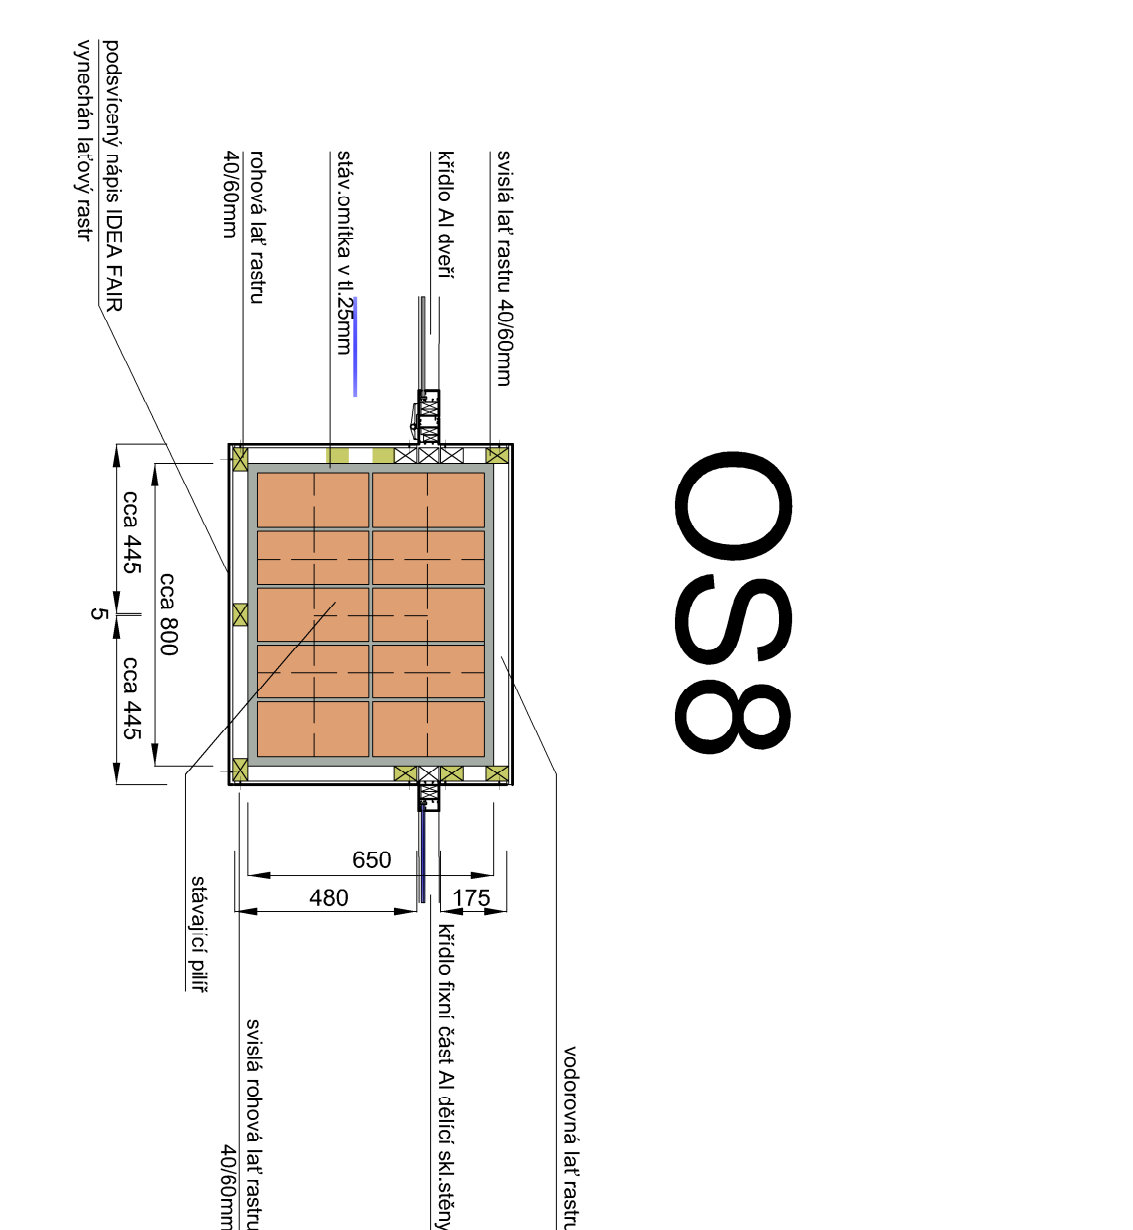 podsvícený nápis IDEA FAIR
vynechán laťový rastr
rohová lať rastru
40/60mm
stáv.omítka v tl.25mm
křídlo Al dveří
svislá lať rastru 40/60mm
OS8
cca 445
5
cca 445
cca 800
650
480
175
stávající pilíř
svislá rohová lať rastru
40/60mm
křídlo fixní část Al dělící skl.stěny
vodorovná lať rastru